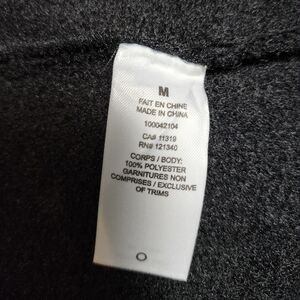 M
FAIT EN CHINE
MADE IN CHINA
100042104
CA# 11319
RN# 121340
CORPS / BODY:
100% POLYESTER
GARNITURES NON
COMPRISES / EXCLUSIVE
OF TRIMS